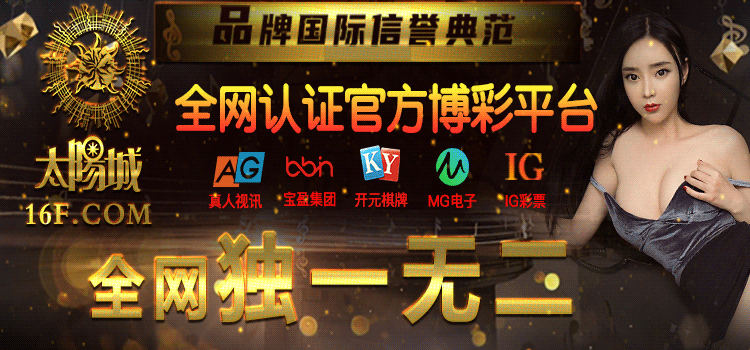 品牌国际信誉典范
全网认证官方博彩平台
太陽城
16F.COM
AG
真人视讯
bbin
宝盈集团
KY
开元棋牌
MG电子
IG
IG彩票
全网独一无二